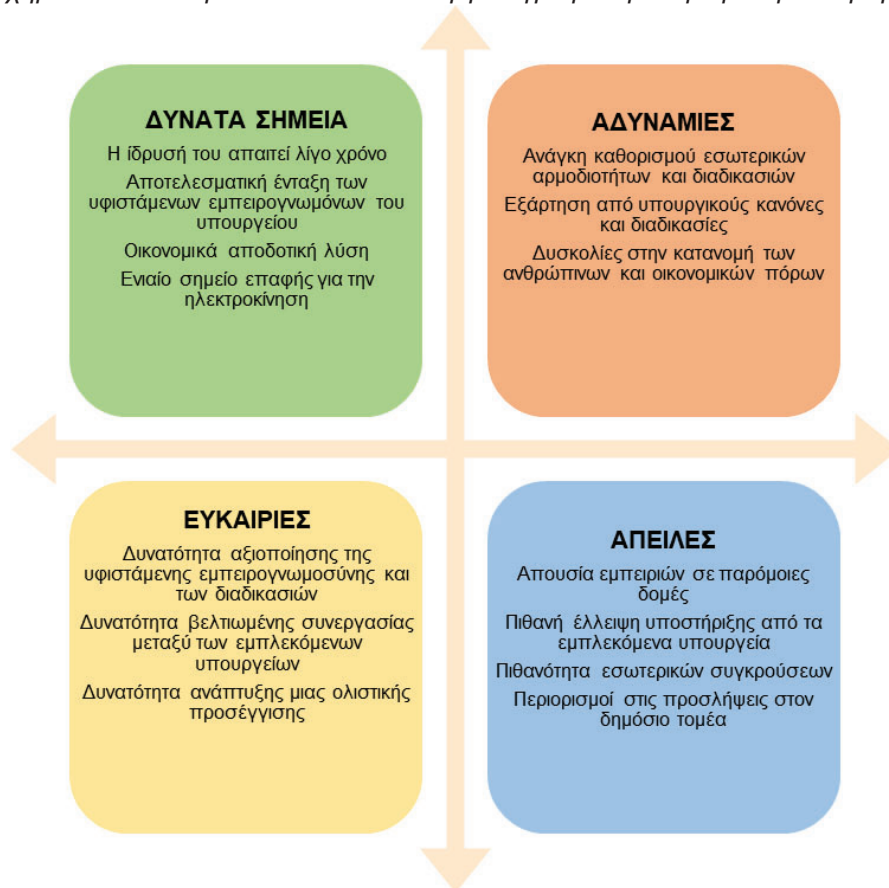 ΔΥΝΑΤΑ ΣΗΜΕΙΑ
Η ίδρυσή του απαιτεί λίγο χρόνο
Αποτελεσματική ένταξη των
υφιστάμενων εμπειρογνωμόνων του
υπουργείου
Οικονομικά αποδοτική λύση
Ενιαίο σημείο επαφής για την
ηλεκτροκίνηση
ΑΔΥΝΑΜΙΕΣ
Ανάγκη καθορισμού εσωτερικών
αρμοδιοτήτων και διαδικασιών
Εξάρτηση από υπουργικούς κανόνες
και διαδικασίες
Δυσκολίες στην κατανομή των
ανθρώπινων και οικονομικών πόρων
ΕΥΚΑΙΡΙΕΣ
Δυνατότητα αξιοποίησης της
υφιστάμενης εμπειρογνωμοσύνης και
των διαδικασιών
Δυνατότητα βελτιωμένης συνεργασίας
μεταξύ των εμπλεκόμενων
υπουργείων
Δυνατότητα ανάπτυξης μιας ολιστικής
προσέγγισης
ΑΠΕΙΛΕΣ
Απουσία εμπειριών σε παρόμοιες
δομές
Πιθανή έλλειψη υποστήριξης από τα
εμπλεκόμενα υπουργεία
Πιθανότητα εσωτερικών συγκρούσεων
Περιορισμοί στις προσλήψεις στον
δημόσιο τομέα